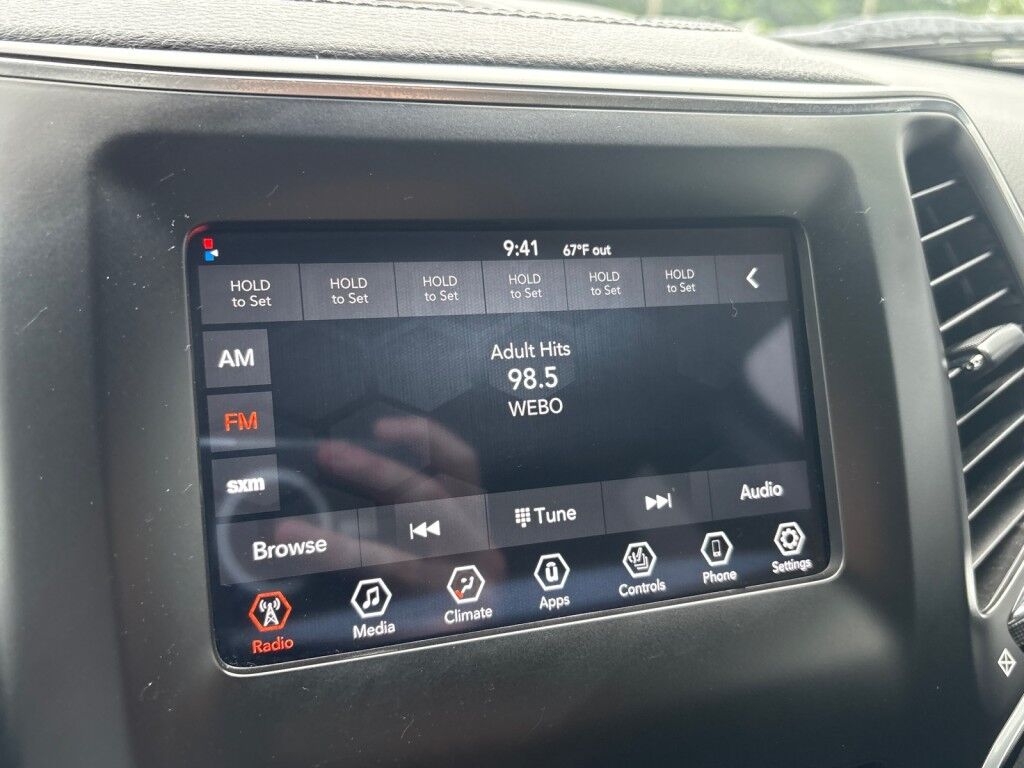 9:41 67°F out
HOLD HOLD HOLD HOLD HOLD HOLD
to Set to Set to Set to Set to Set to Set
AM
FM
sxm
Adult Hits
98.5
WEBO
Browse Tune Audio
Radio Media Climate Apps Controls Phone Settings